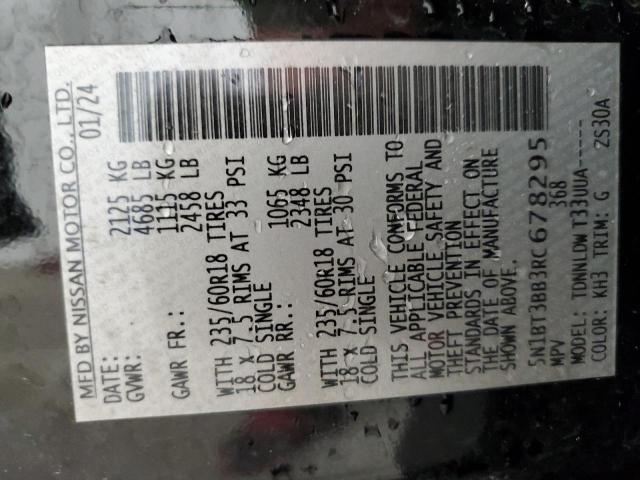 MFD BY NISSAN MOTOR CO., LTD.
DATE: 01/24
GVWR: 2125 KG
4685 LB
GAWR FR.: 1115 KG
2458 LB
WITH 235/60R18 TIRES
18 X 7.5 RIMS AT 33 PSI
COLD SINGLE
GAWR RR.: 1065 KG
2348 LB
WITH 235/60R18 TIRES
18 X 7.5 RIMS AT 30 PSI
COLD SINGLE
THIS VEHICLE CONFORMS TO
ALL APPLICABLE FEDERAL
MOTOR VEHICLE SAFETY AND
THEFT PREVENTION
STANDARDS IN EFFECT ON
THE DATE OF MANUFACTURE
SHOWN ABOVE.
5N1BT3BB3RC678295
MPV 368
MODEL: TDNNLDW T33UUA-----
COLOR: KH3 TRIM: G ZS30A